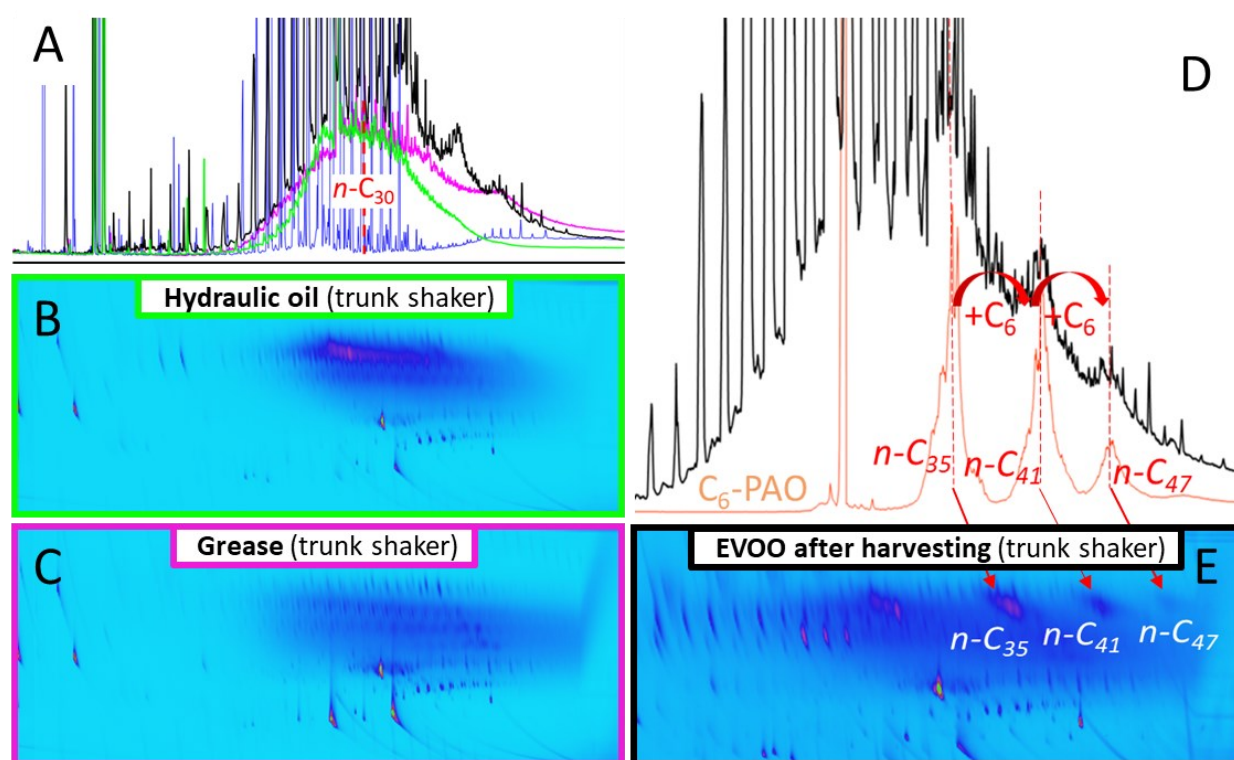 A
n-C30
B
Hydraulic oil (trunk shaker)
C
Grease (trunk shaker)
D
+C6
+C6
n-C35
n-C41
n-C47
C6-PAO
EVOO after harvesting (trunk shaker)
E
n-C35
n-C41
n-C47